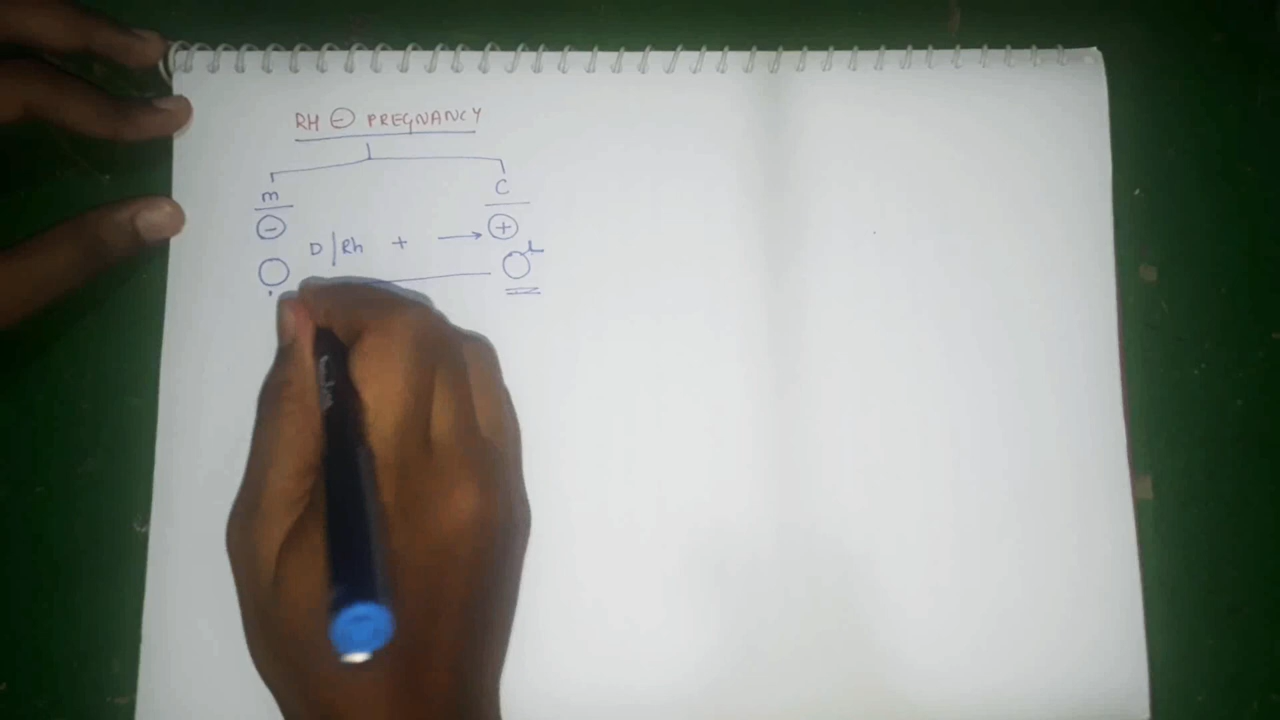 RH ⊖ PREGNANCY
m C
⊖ ⊕
D/Rh + →